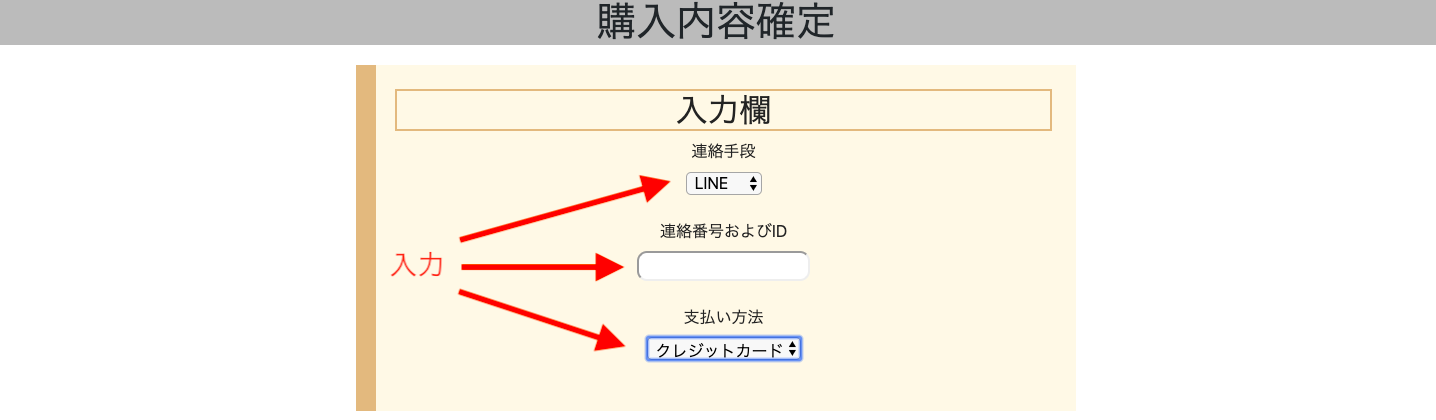 購入内容確定
入力欄
連絡手段
LINE
連絡番号およびID
入力
支払い方法
クレジットカード